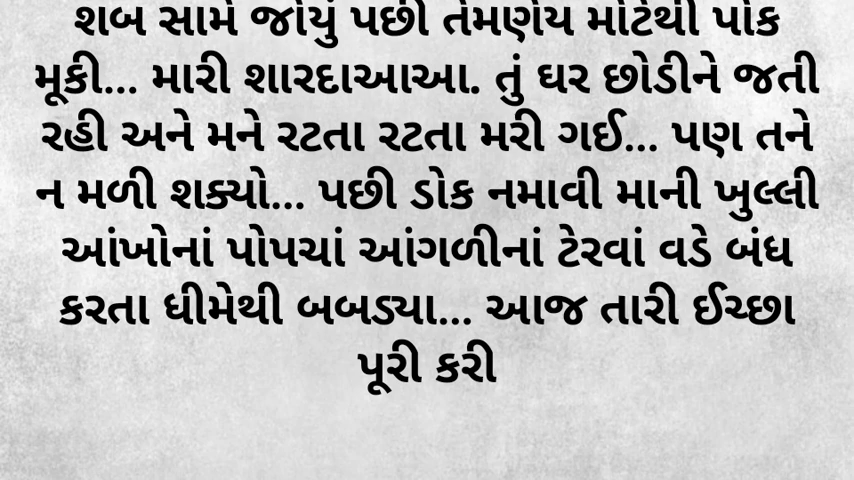 શબ સામે જોયું પછી તેમણેય મોટેથી પોક
મૂકી... મારી શારદાઆઆ. તું ઘર છોડીને જતી
રહી અને મને રટતા રટતા મરી ગઈ... પણ તને
ન મળી શક્યો... પછી ડોક નમાવી માની ખુલ્લી
આંખોનાં પોપચાં આંગળીનાં ટેરવાં વડે બંધ
કરતા ધીમેથી બબડ્યા... આજ તારી ઈચ્છા
પૂરી કરી